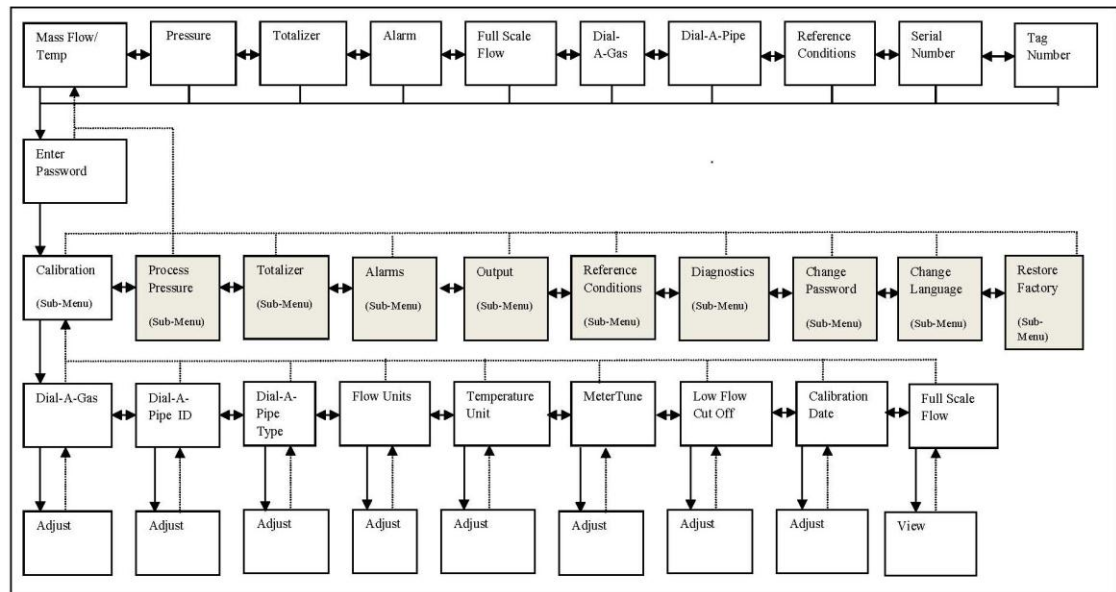 Mass Flow/
Temp
Pressure
Totalizer
Alarm
Full Scale
Flow
Dial-
A-Gas
Dial-A-Pipe
Reference
Conditions
Serial
Number
Tag
Number
Enter
Password
Calibration
(Sub-Menu)
Process
Pressure
(Sub-Menu)
Totalizer
(Sub-Menu)
Alarms
(Sub-Menu)
Output
(Sub-Menu)
Reference
Conditions
(Sub-Menu)
Diagnostics
(Sub-Menu)
Change
Password
(Sub-Menu)
Change
Language
(Sub-Menu)
Restore
Factory
(Sub-
Menu)
Dial-A-Gas
Dial-A-
Pipe ID
Dial-A-
Pipe
Type
Flow Units
Temperature
Unit
MeterTune
Low Flow
Cut Off
Calibration
Date
Full Scale
Flow
Adjust
Adjust
Adjust
Adjust
Adjust
Adjust
Adjust
Adjust
View